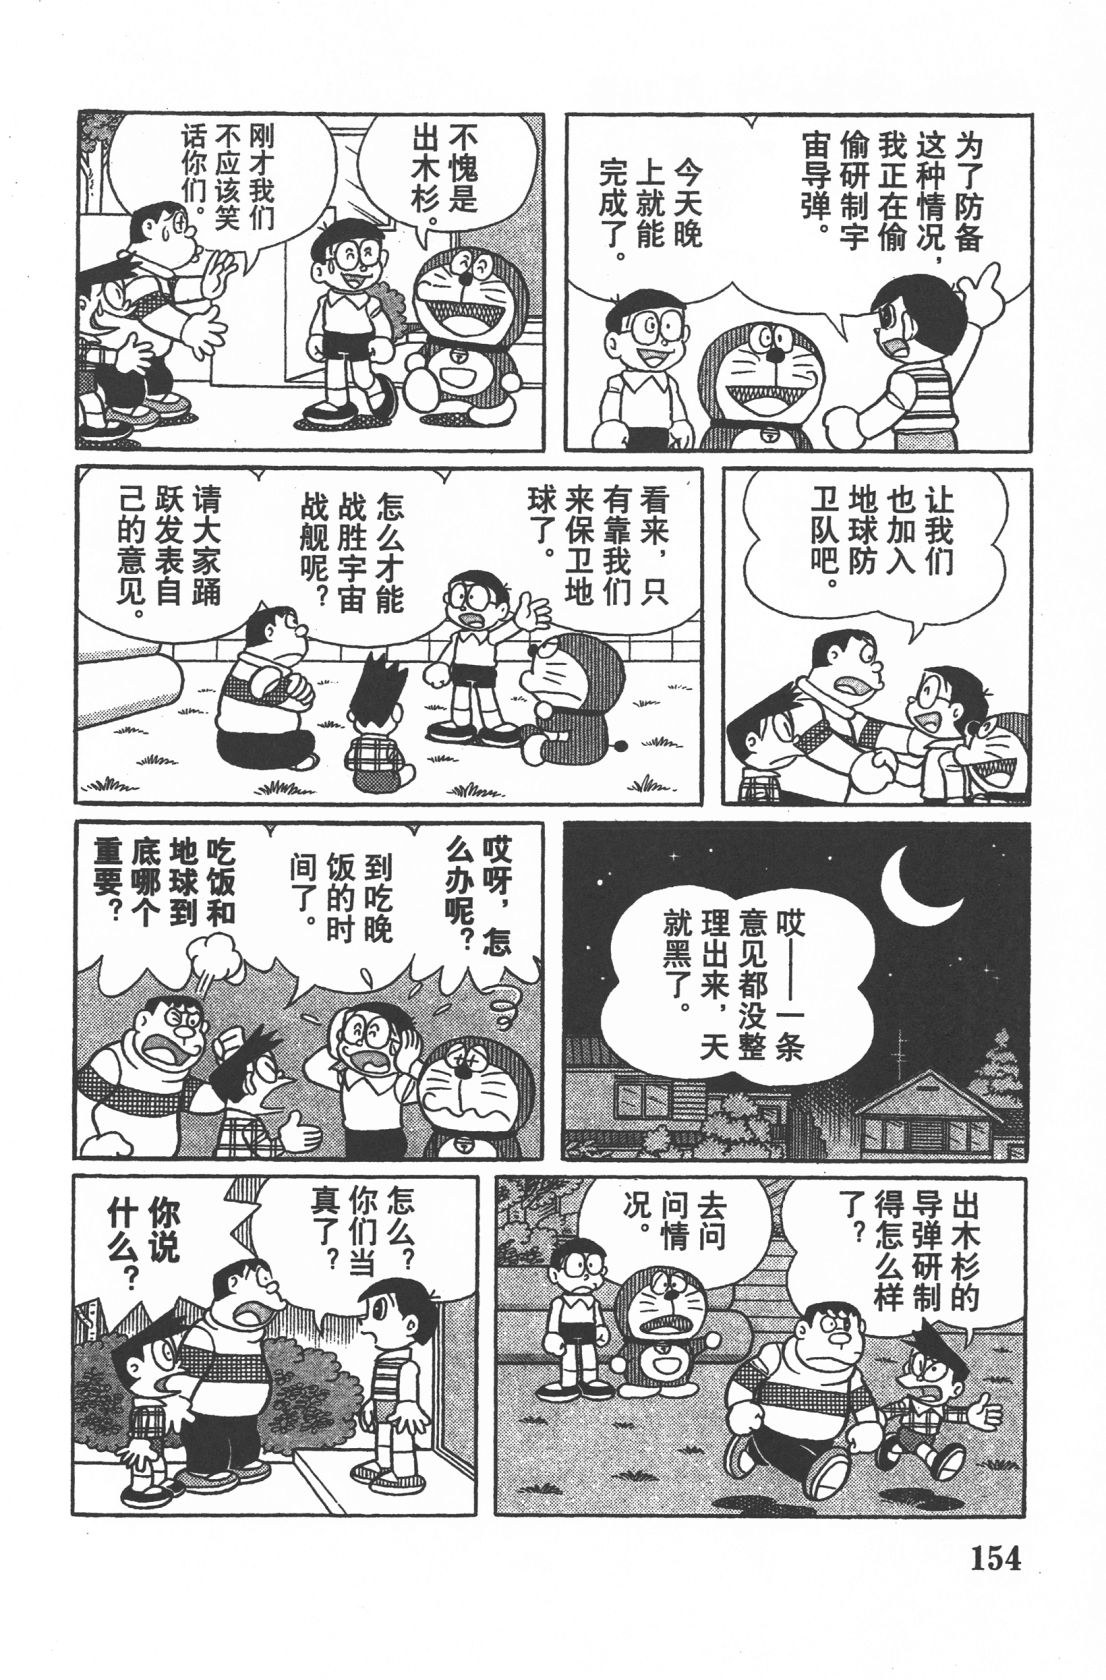 为了防备
这种情况，
我正在偷
偷研制宇
宙导弹。
今天晚
上就能
完成了。
不愧是
出木杉。
刚才我们
不应该笑
话你们。
让我们
也加入
地球防
卫队吧。
看来，只
有靠我们
来保卫地
球了。
怎么才能
战胜宇宙
战舰呢？
请大家踊
跃发表自
己的意见。
哎——一条
意见都没整
理出来，天
就黑了。
哎呀，怎
么办呢？
到吃晚
饭的时
间了。
吃饭和
地球到
底哪个
重要？
出木杉的
导弹研制
得怎么样
了？
去问
问情
况。
怎么？
你们当
真了？
你说
什么？
154